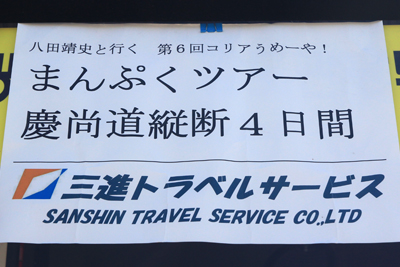 八田靖史と行く 第６回コリアうめーや！
まんぷくツアー
慶尚道縦断４日間
三進トラベルサービス
SANSHIN TRAVEL SERVICE CO.,LTD